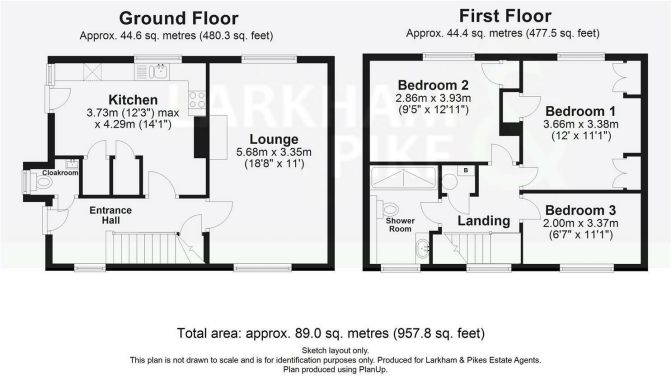 Ground Floor
Approx. 44.6 sq. metres (480.3 sq. feet)
Kitchen
3.73m (12'3") max
x 4.29m (14'1")
Lounge
5.68m x 3.35m
(18'8" x 11')
Cloakroom
Entrance
Hall
First Floor
Approx. 44.4 sq. metres (477.5 sq. feet)
Bedroom 2
2.86m x 3.93m
(9'5" x 12'11")
Bedroom 1
3.66m x 3.38m
(12' x 11'1")
B
Shower
Room
Landing
Bedroom 3
2.00m x 3.37m
(6'7" x 11'1")
LARKHAM
& PIKE
Total area: approx. 89.0 sq. metres (957.8 sq. feet)
Sketch layout only.
This plan is not drawn to scale and is for identification purposes only. Produced for Larkham & Pikes Estate Agents.
Plan produced using PlanUp.